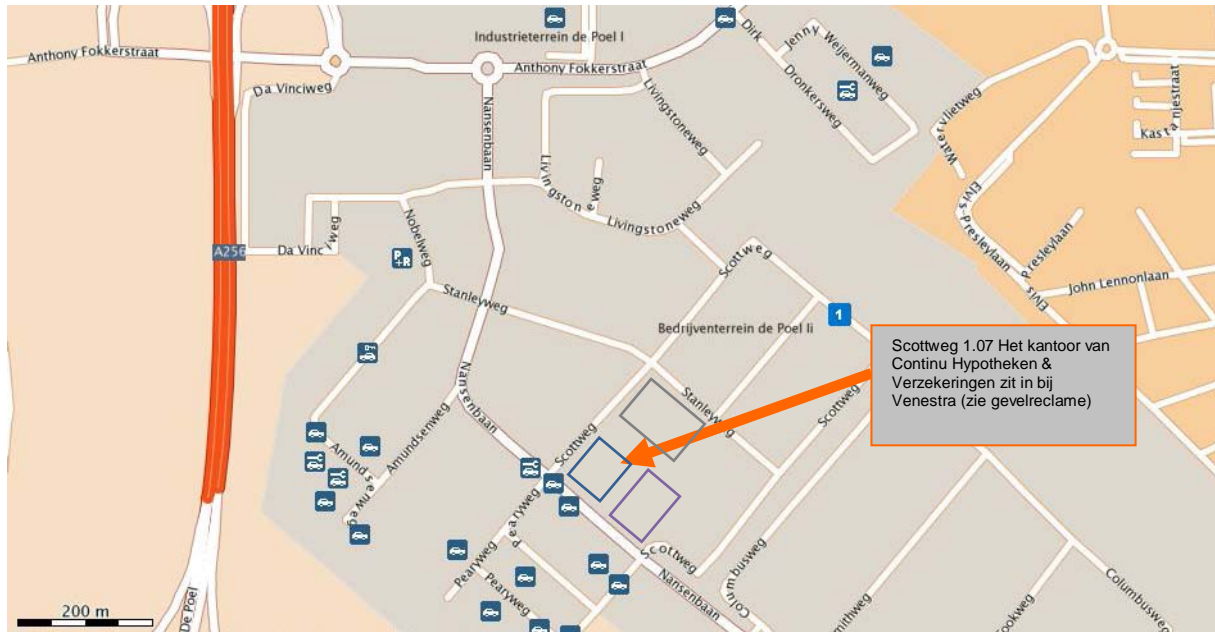 Industrieterrein de Poel I
Anthony Fokkerstraat
Anthony Fokkerstraat
Dirk Dronkersweg
Jenny Weijermanweg
Da Vinciweg
Nansenbaan
Livingstoneweg
Livingstoneweg
Livingstoneweg
Watervlietweg
Kastanjestraat
Elvis-Presleylaan
Presleylaan
Elvis
John Lennonlaan
A256
Da Vinciweg
Nobelweg
P+R
Stanleyweg
Scottweg
1
Bedrijventerrein de Poel Ii
Scottweg 1.07 Het kantoor van
Continu Hypotheken &
Verzekeringen zit in bij
Venestra (zie gevelreclame)
Nansenbaan
Stanleyweg
Scottweg
Scottweg
Amundsenweg
Amundsenweg
Pearyweg
Pearyweg
Pearyweg
Scottweg
Nansenbaan
Columbusweg
Columbusweg
200 m
De Poel